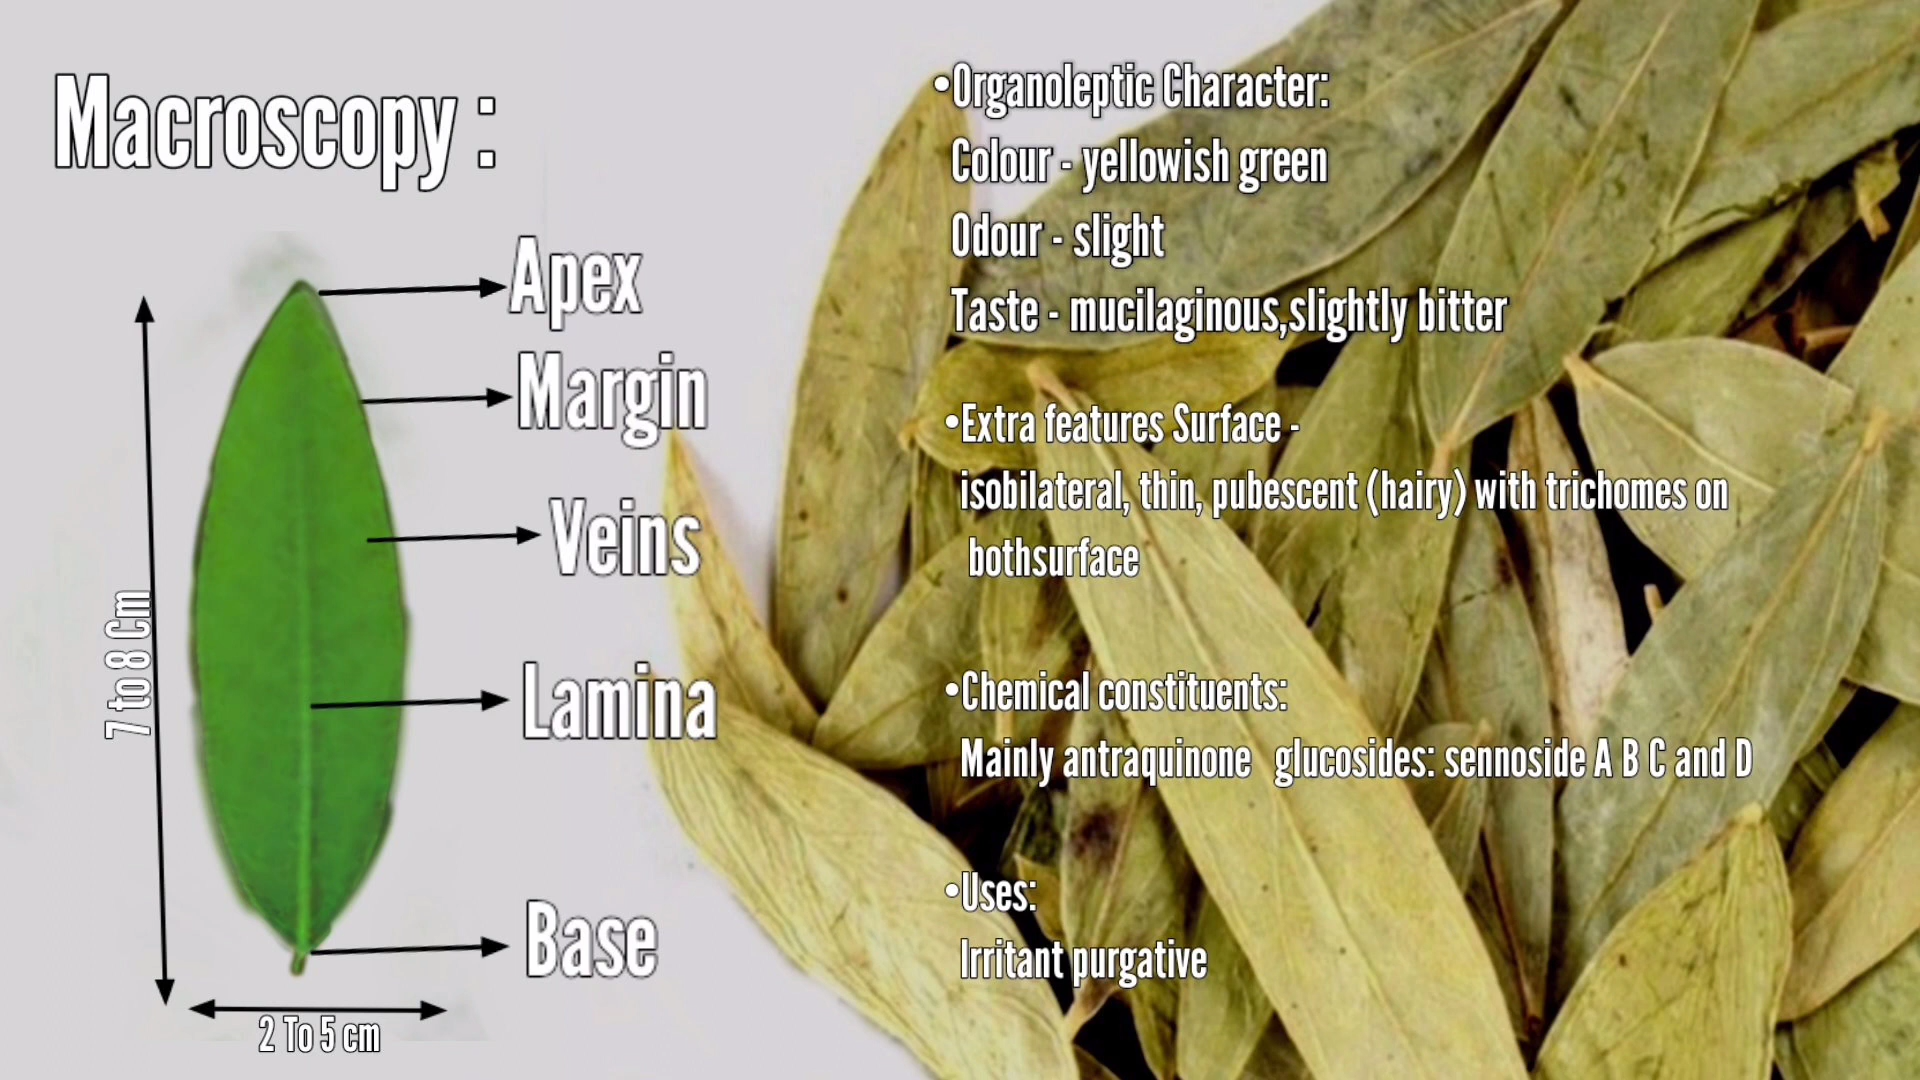 Macroscopy :
Apex
Margin
Veins
Lamina
Base
7 to 8 Cm
2 To 5 cm
•Organoleptic Character:
Colour - yellowish green
Odour - slight
Taste - mucilaginous,slightly bitter
•Extra features Surface -
isobilateral, thin, pubescent (hairy) with trichomes on
bothsurface
•Chemical constituents:
Mainly antraquinone glucosides: sennoside A B C and D
•Uses:
Irritant purgative